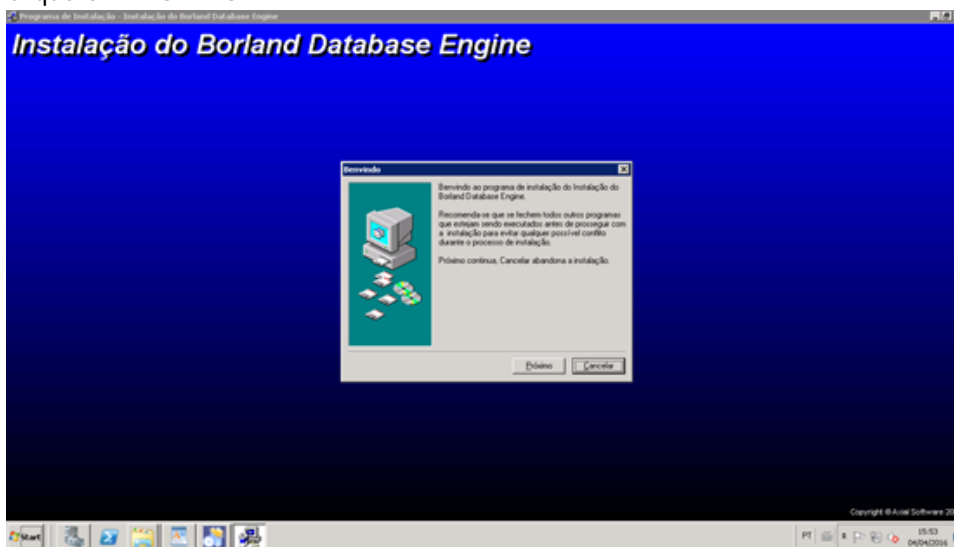 Programa de Instalação - Instalação do Borland Database Engine
Instalação do Borland Database Engine
Benvindo
Benvindo ao programa de instalação do Instalação do
Borland Database Engine.
Recomenda-se que se fechem todos outros programas
que estejam sendo executados antes de prosseguir com
a instalação para evitar qualquer possível conflito
durante o processo de instalação.
Próximo continua, Cancelar abandona a instalação.
Próximo
Cancelar
Copyright © Axial Software 20
Start
PT
15:53
04/04/2016